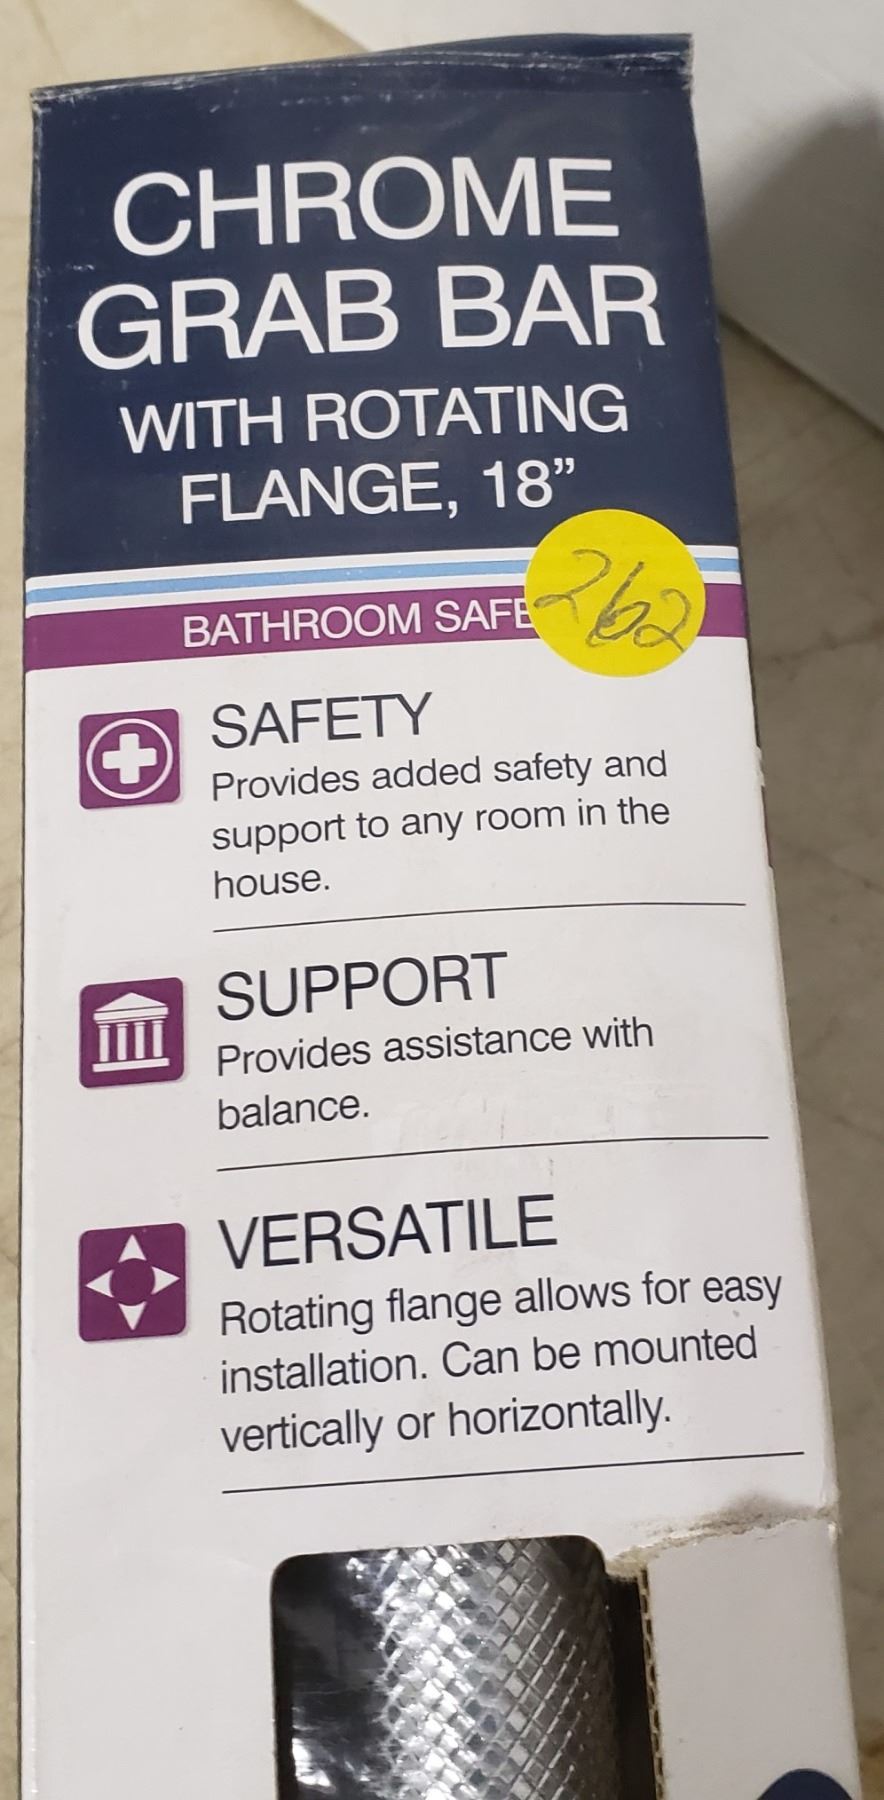 CHROME
GRAB BAR
WITH ROTATING
FLANGE, 18”
262
BATHROOM SAFE
SAFETY
Provides added safety and
support to any room in the
house.
SUPPORT
Provides assistance with
balance.
VERSATILE
Rotating flange allows for easy
installation. Can be mounted
vertically or horizontally.